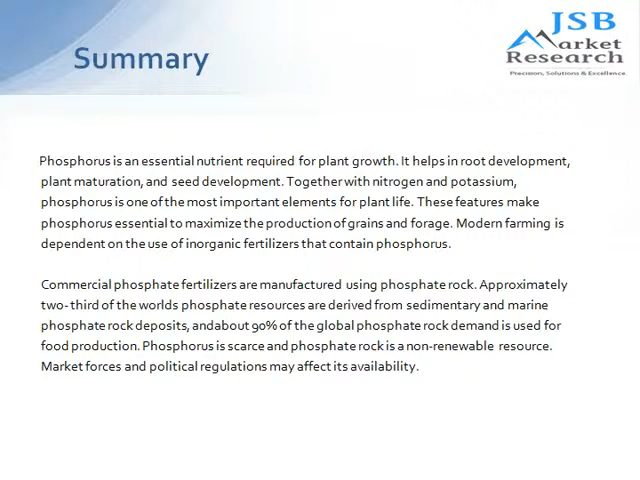 Summary
JSB
Market
Research
Precision, Solutions & Excellence.
Phosphorus is an essential nutrient required for plant growth. It helps in root development,
plant maturation, and seed development. Together with nitrogen and potassium,
phosphorus is one of the most important elements for plant life. These features make
phosphorus essential to maximize the production of grains and forage. Modern farming is
dependent on the use of inorganic fertilizers that contain phosphorus.
Commercial phosphate fertilizers are manufactured using phosphate rock. Approximately
two- third of the worlds phosphate resources are derived from sedimentary and marine
phosphate rock deposits, andabout 90% of the global phosphate rock demand is used for
food production. Phosphorus is scarce and phosphate rock is a non-renewable resource.
Market forces and political regulations may affect its availability.